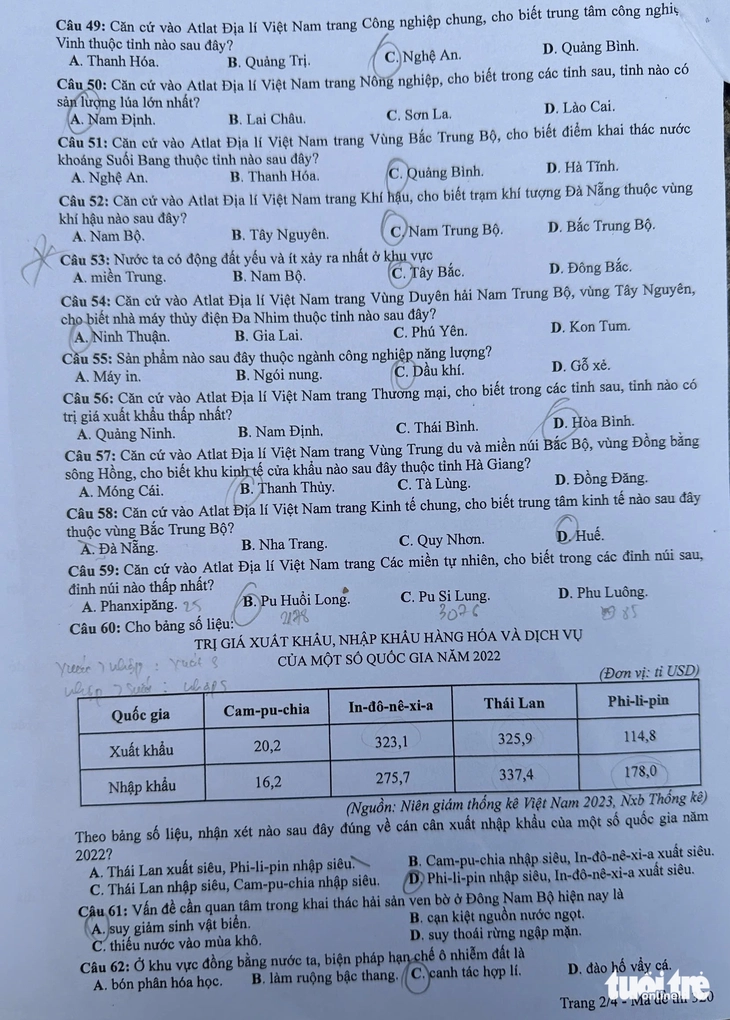 Câu 49: Căn cứ vào Atlat Địa lí Việt Nam trang Công nghiệp chung, cho biết trung tâm công nghiệ
Vinh thuộc tỉnh nào sau đây?
A. Thanh Hóa. B. Quảng Trị. C. Nghệ An. D. Quảng Bình.
Câu 50: Căn cứ vào Atlat Địa lí Việt Nam trang Nông nghiệp, cho biết trong các tỉnh sau, tỉnh nào có
sản lượng lúa lớn nhất?
A. Nam Định. B. Lai Châu. C. Sơn La. D. Lào Cai.
Câu 51: Căn cứ vào Atlat Địa lí Việt Nam trang Vùng Bắc Trung Bộ, cho biết điểm khai thác nước
khoáng Suối Bang thuộc tỉnh nào sau đây?
A. Nghệ An. B. Thanh Hóa. C. Quảng Bình. D. Hà Tĩnh.
Câu 52: Căn cứ vào Atlat Địa lí Việt Nam trang Khí hậu, cho biết trạm khí tượng Đà Nẵng thuộc vùng
khí hậu nào sau đây?
A. Nam Bộ. B. Tây Nguyên. C. Nam Trung Bộ. D. Bắc Trung Bộ.
Câu 53: Nước ta có động đất yếu và ít xảy ra nhất ở khu vực
A. miền Trung. B. Nam Bộ. C. Tây Bắc. D. Đông Bắc.
Câu 54: Căn cứ vào Atlat Địa lí Việt Nam trang Vùng Duyên hải Nam Trung Bộ, vùng Tây Nguyên,
cho biết nhà máy thủy điện Đa Nhim thuộc tỉnh nào sau đây?
A. Ninh Thuận. B. Gia Lai. C. Phú Yên. D. Kon Tum.
Câu 55: Sản phẩm nào sau đây thuộc ngành công nghiệp năng lượng?
A. Máy in. B. Ngói nung. C. Dầu khí. D. Gỗ xẻ.
Câu 56: Căn cứ vào Atlat Địa lí Việt Nam trang Thương mại, cho biết trong các tỉnh sau, tỉnh nào có
trị giá xuất khẩu thấp nhất?
A. Quảng Ninh. B. Nam Định. C. Thái Bình. D. Hòa Bình.
Câu 57: Căn cứ vào Atlat Địa lí Việt Nam trang Vùng Trung du và miền núi Bắc Bộ, vùng Đồng bằng
sông Hồng, cho biết khu kinh tế cửa khẩu nào sau đây thuộc tỉnh Hà Giang?
A. Móng Cái. B. Thanh Thủy. C. Tà Lùng. D. Đồng Đăng.
Câu 58: Căn cứ vào Atlat Địa lí Việt Nam trang Kinh tế chung, cho biết trung tâm kinh tế nào sau đây
thuộc vùng Bắc Trung Bộ?
A. Đà Nẵng. B. Nha Trang. C. Quy Nhơn. D. Huế.
Câu 59: Căn cứ vào Atlat Địa lí Việt Nam trang Các miền tự nhiên, cho biết trong các đỉnh núi sau,
đỉnh núi nào thấp nhất?
A. Phanxipăng. 25 B. Pu Huổi Long. C. Pu Si Lung. D. Phu Luông.
2178 3076 85
Câu 60: Cho bảng số liệu:
TRỊ GIÁ XUẤT KHẨU, NHẬP KHẨU HÀNG HÓA VÀ DỊCH VỤ
CỦA MỘT SỐ QUỐC GIA NĂM 2022
(Đơn vị: tỉ USD)
Quốc gia Cam-pu-chia In-đô-nê-xi-a Thái Lan Phi-li-pin
Xuất khẩu 20,2 323,1 325,9 114,8
Nhập khẩu 16,2 275,7 337,4 178,0
(Nguồn: Niên giám thống kê Việt Nam 2023, Nxb Thống kê)
Theo bảng số liệu, nhận xét nào sau đây đúng về cán cân xuất nhập khẩu của một số quốc gia năm
2022?
A. Thái Lan xuất siêu, Phi-li-pin nhập siêu. B. Cam-pu-chia nhập siêu, In-đô-nê-xi-a xuất siêu.
C. Thái Lan nhập siêu, Cam-pu-chia nhập siêu. D. Phi-li-pin nhập siêu, In-đô-nê-xi-a xuất siêu.
Câu 61: Vấn đề cần quan tâm trong khai thác hải sản ven bờ ở Đông Nam Bộ hiện nay là
A. suy giảm sinh vật biển. B. cạn kiệt nguồn nước ngọt.
C. thiếu nước vào mùa khô. D. suy thoái rừng ngập mặn.
Câu 62: Ở khu vực đồng bằng nước ta, biện pháp hạn chế ô nhiễm đất là
A. bón phân hóa học. B. làm ruộng bậc thang. C. canh tác hợp lí. D. đào hố vẩy cá.
tuổi trẻ
online
Trang 2/4 - Mã đề thi 320